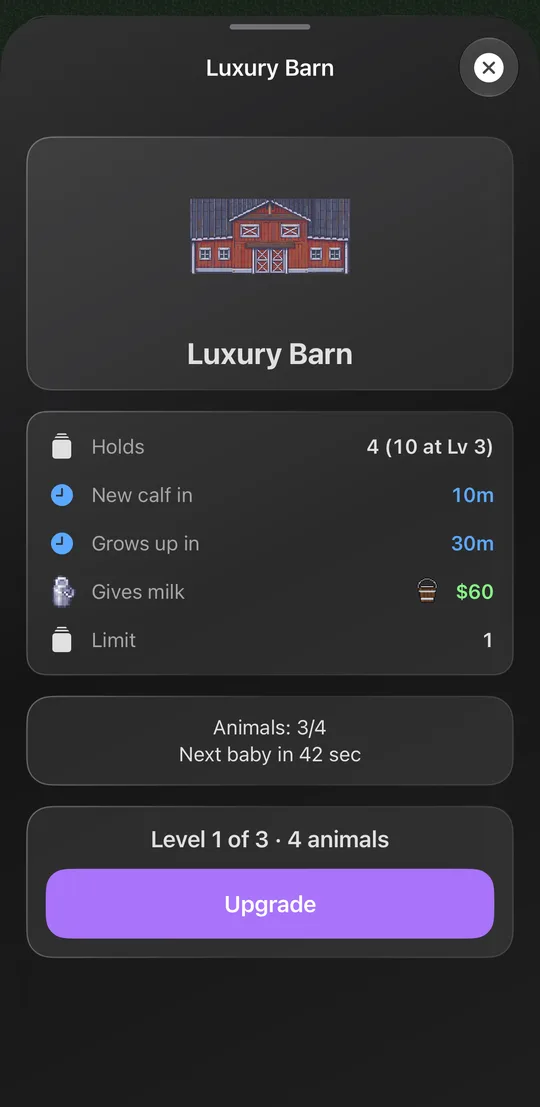 Luxury Barn
Luxury Barn
Holds 4 (10 at Lv 3)
New calf in 10m
Grows up in 30m
Gives milk $60
Limit 1
Animals: 3/4
Next baby in 42 sec
Level 1 of 3 · 4 animals
Upgrade